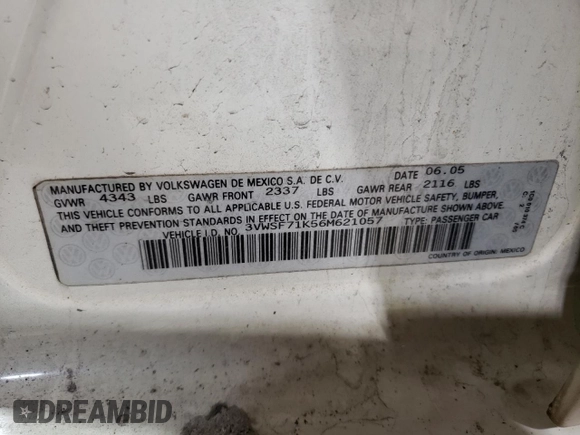 MANUFACTURED BY VOLKSWAGEN DE MEXICO S.A. DE C.V. DATE 06.05
GVWR 4343 LBS GAWR FRONT 2337 LBS GAWR REAR 2116 LBS
THIS VEHICLE CONFORMS TO ALL APPLICABLE U.S. FEDERAL MOTOR VEHICLE SAFETY, BUMPER,
AND THEFT PREVENTION STANDARDS IN EFFECT ON THE DATE OF MANUFACTURE SHOWN ABOVE.
VEHICLE I.D. NO. 3VWSF71K56M621057 TYPE: PASSENGER CAR
COUNTRY OF ORIGIN: MEXICO
DREAMBID